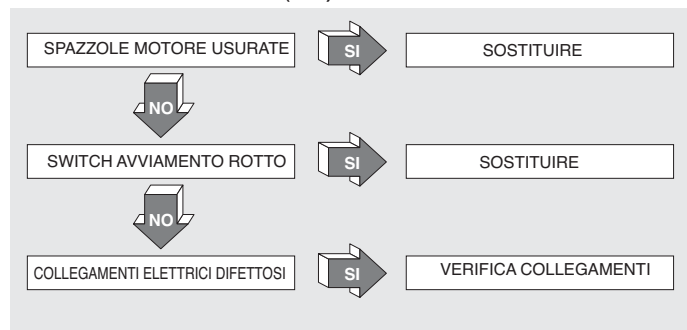 SPAZZOLE MOTORE USURATE SI SOSTITUIRE
NO
SWITCH AVVIAMENTO ROTTO SI SOSTITUIRE
NO
COLLEGAMENTI ELETTRICI DIFETTOSI SI VERIFICA COLLEGAMENTI